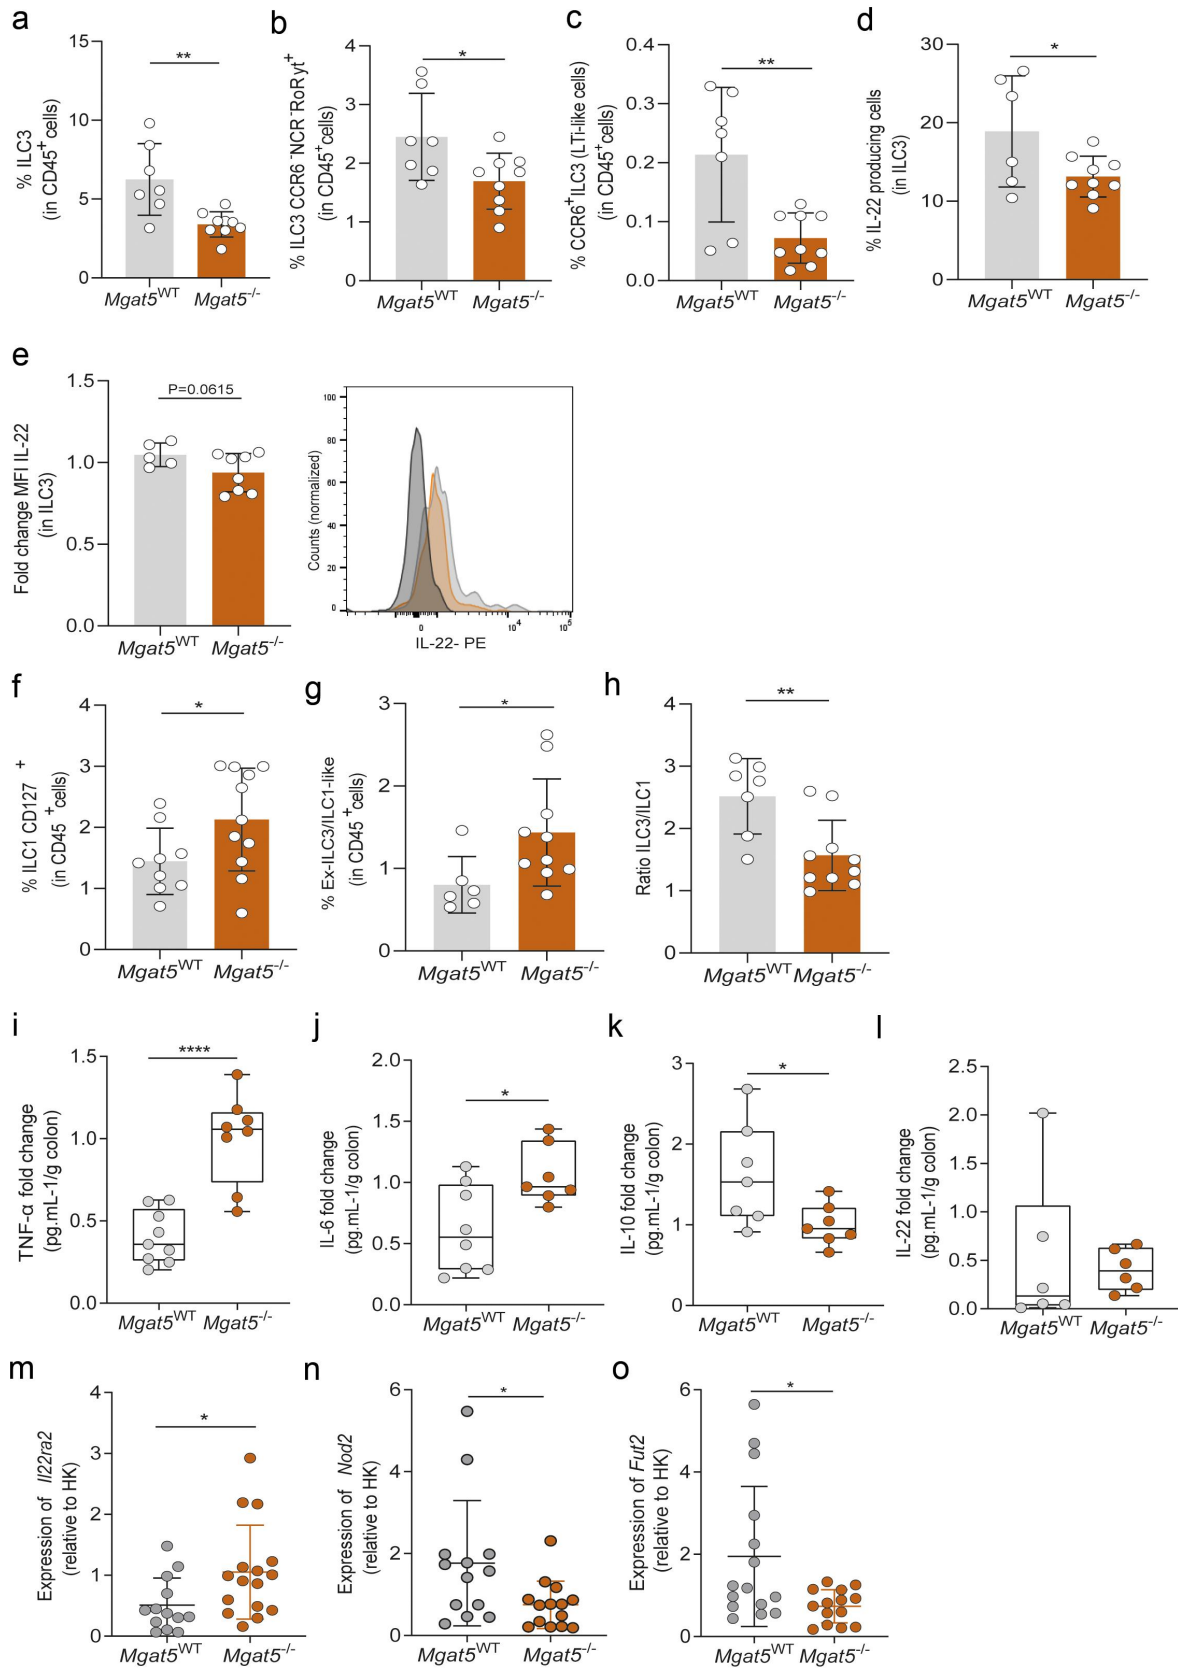 a
15
10
5
0
% ILC3
(in CD45⁺cells)
**
Mgat5ᵂᵀ Mgat5⁻/⁻
b
4
3
2
1
0
% ILC3 CCR6⁻NCR⁻RoRγt⁺
(in CD45⁺cells)
*
Mgat5ᵂᵀ Mgat5⁻/⁻
c
0.4
0.3
0.2
0.1
0.0
% CCR6⁺ILC3 (LTi-like cells)
(in CD45⁺cells)
**
Mgat5ᵂᵀ Mgat5⁻/⁻
d
30
20
10
0
% IL-22 producing cells
(in ILC3)
*
Mgat5ᵂᵀ Mgat5⁻/⁻
e
1.5
1.0
0.5
0.0
Fold change MFI IL-22
(in ILC3)
P=0.0615
Mgat5ᵂᵀ Mgat5⁻/⁻
100
80
60
40
20
0
Counts (normalized)
0 10⁴ 10⁵
IL-22- PE
f
4
3
2
1
0
% ILC1 CD127⁺
(in CD45⁺cells)
*
Mgat5ᵂᵀ Mgat5⁻/⁻
g
3
2
1
0
% Ex-ILC3/ILC1-like
(in CD45⁺cells)
*
Mgat5ᵂᵀ Mgat5⁻/⁻
h
4
3
2
1
0
Ratio ILC3/ILC1
**
Mgat5ᵂᵀ Mgat5⁻/⁻
i
1.5
1.0
0.5
0.0
TNF-α fold change
(pg.mL-1/g colon)
****
Mgat5ᵂᵀ Mgat5⁻/⁻
j
2.0
1.5
1.0
0.5
0.0
IL-6 fold change
(pg.mL-1/g colon)
*
Mgat5ᵂᵀ Mgat5⁻/⁻
k
3
2
1
0
IL-10 fold change
(pg.mL-1/g colon)
*
Mgat5ᵂᵀ Mgat5⁻/⁻
l
2.5
2.0
1.5
1.0
0.5
0.0
IL-22 fold change
(pg.mL-1/g colon)
Mgat5ᵂᵀ Mgat5⁻/⁻
m
4
3
2
1
0
Expression of Il22ra2
(relative to HK)
*
Mgat5ᵂᵀ Mgat5⁻/⁻
n
6
4
2
0
Expression of Nod2
(relative to HK)
*
Mgat5ᵂᵀ Mgat5⁻/⁻
o
6
4
2
0
Expression of Fut2
(relative to HK)
*
Mgat5ᵂᵀ Mgat5⁻/⁻